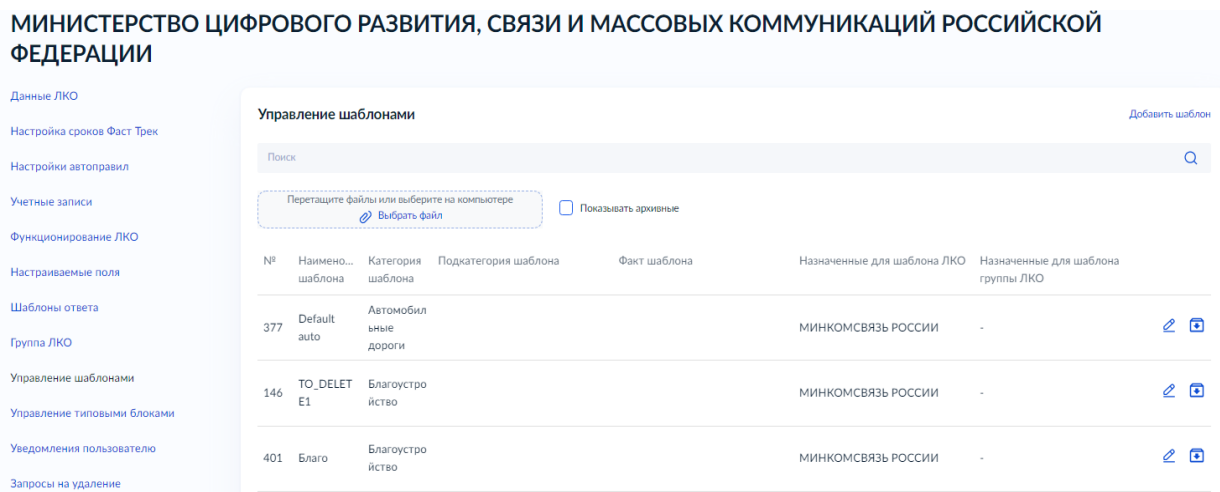 МИНИСТЕРСТВО ЦИФРОВОГО РАЗВИТИЯ, СВЯЗИ И МАССОВЫХ КОММУНИКАЦИЙ РОССИЙСКОЙ
ФЕДЕРАЦИИ
Данные ЛКО
Настройка сроков Фаст Трек
Настройки автоправил
Учетные записи
Функционирование ЛКО
Настраиваемые поля
Шаблоны ответа
Группа ЛКО
Управление шаблонами
Управление типовыми блоками
Уведомления пользователю
Запросы на удаление
Управление шаблонами
Добавить шаблон
Поиск
Перетащите файлы или выберите на компьютере
Выбрать файл
Показывать архивные
№ Наимено... Категория Подкатегория шаблона Факт шаблона Назначенные для шаблона ЛКО Назначенные для шаблона
шаблона шаблона группы ЛКО
Автомобил
Default ьные
377 auto дороги МИНКОМСВЯЗЬ РОССИИ -
TO_DELET Благоустро
146 E1 йство МИНКОМСВЯЗЬ РОССИИ -
Благоустро
401 Благо йство МИНКОМСВЯЗЬ РОССИИ -